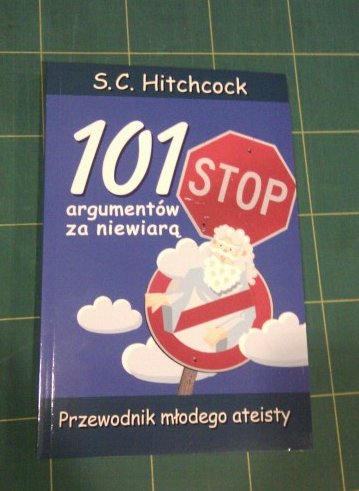 S.C. Hitchcock
101
STOP
argumentów
za niewiarą
Przewodnik młodego ateisty